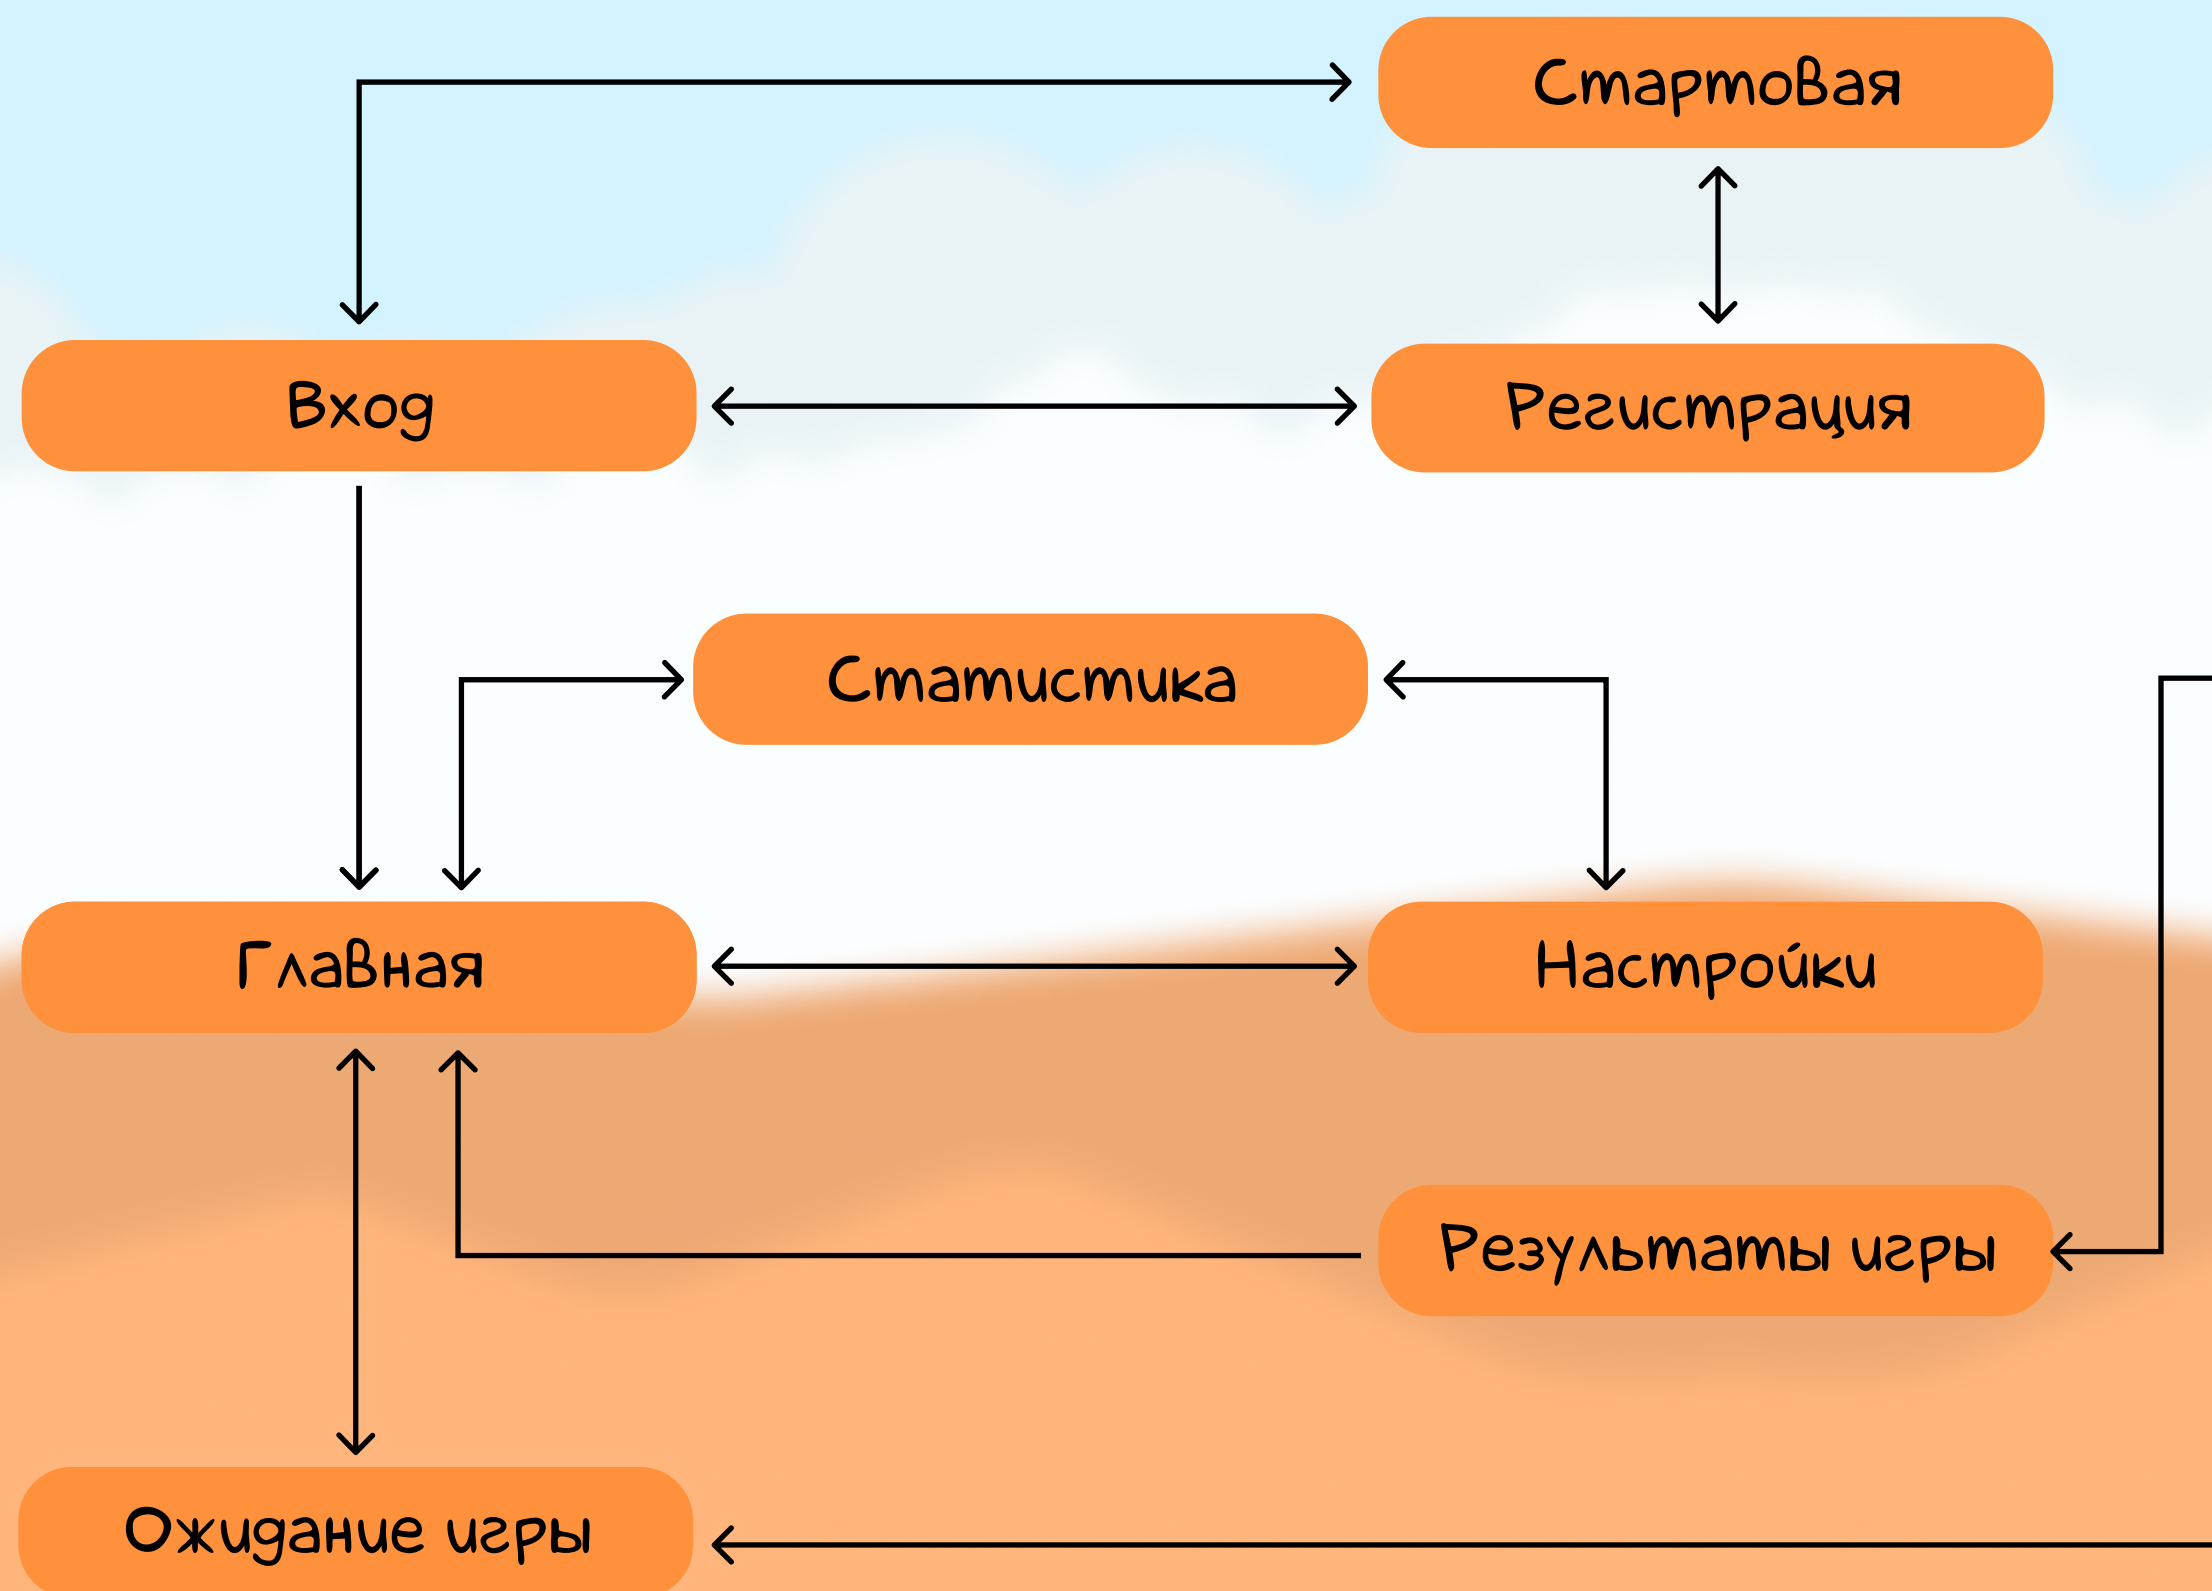 Стартовая
Вход
Регистрация
Статистика
Главная
Настройки
Результаты игры
Ожидание игры